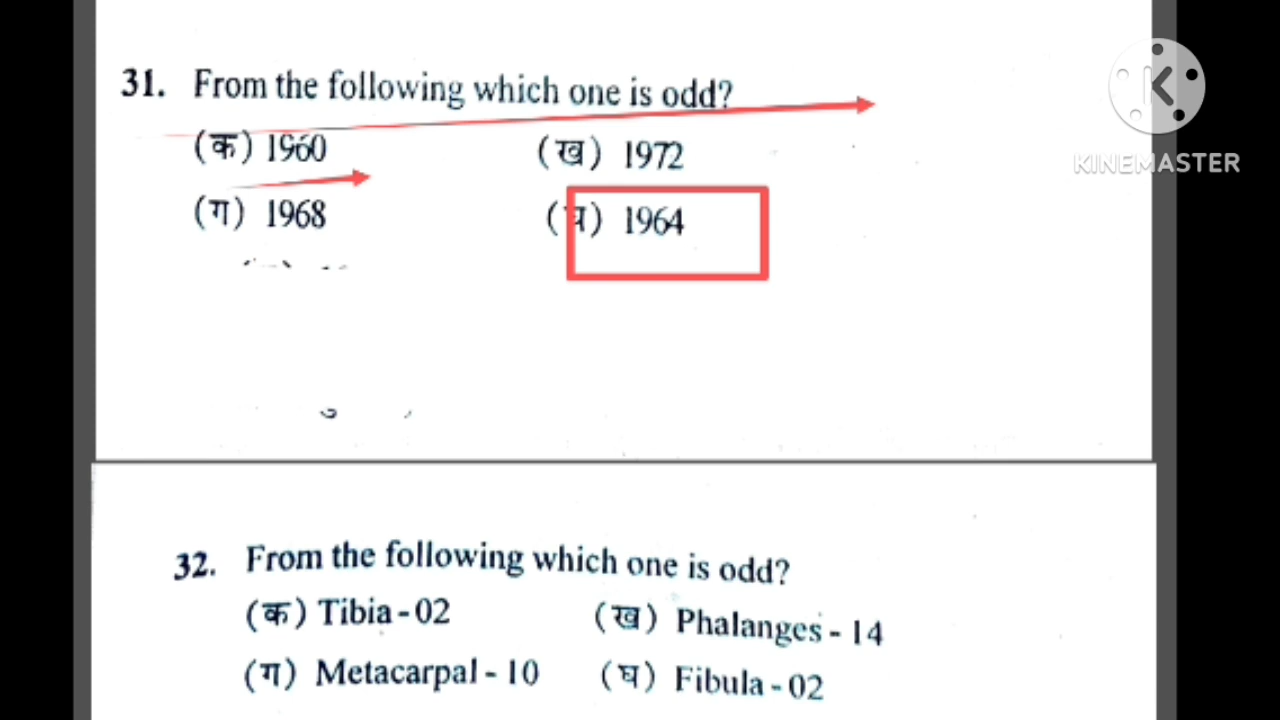 31. From the following which one is odd?
(क) 1960 (ख) 1972
(ग) 1968 (घ) 1964
KINEMASTER
32. From the following which one is odd?
(क) Tibia - 02 (ख) Phalanges - 14
(ग) Metacarpal - 10 (घ) Fibula - 02